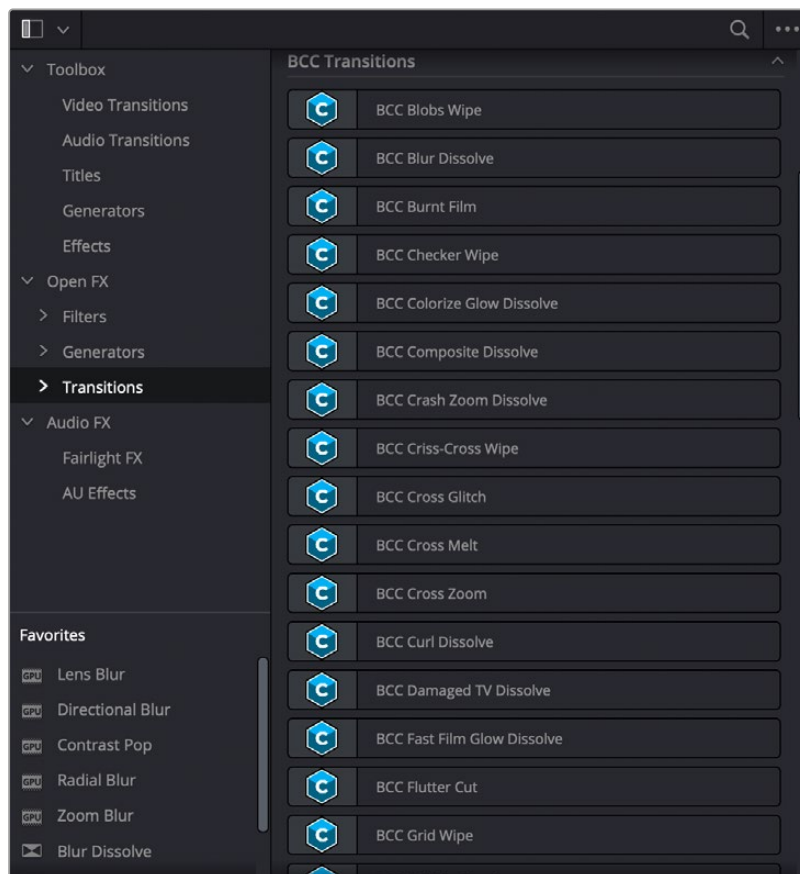 Toolbox
Video Transitions
Audio Transitions
Titles
Generators
Effects
Open FX
Filters
Generators
Transitions
Audio FX
Fairlight FX
AU Effects
Favorites
GPU Lens Blur
GPU Directional Blur
GPU Contrast Pop
GPU Radial Blur
GPU Zoom Blur
Blur Dissolve
BCC Transitions
C BCC Blobs Wipe
C BCC Blur Dissolve
C BCC Burnt Film
C BCC Checker Wipe
C BCC Colorize Glow Dissolve
C BCC Composite Dissolve
C BCC Crash Zoom Dissolve
C BCC Criss-Cross Wipe
C BCC Cross Glitch
C BCC Cross Melt
C BCC Cross Zoom
C BCC Curl Dissolve
C BCC Damaged TV Dissolve
C BCC Fast Film Glow Dissolve
C BCC Flutter Cut
C BCC Grid Wipe